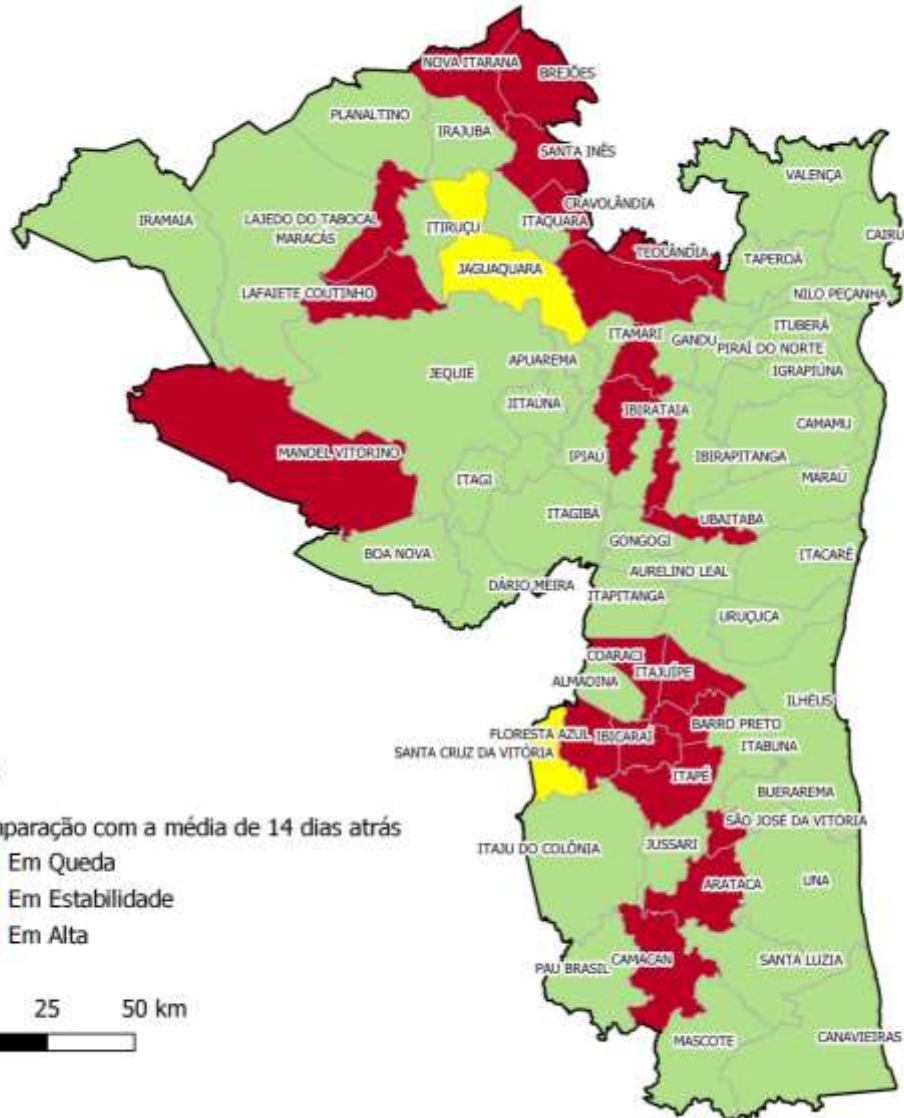 NOVA ITARANA
BREJÕES
PLANALTINO
IRAJUBA
SANTA INÊS
VALENÇA
CRAVOLÂNDIA
IRAMAIA
LAJEDO DO TABOCAL
ITIRUÇU
ITAQUARA
MARACÁS
CAIRU
TEOLÂNDIA
TAPEROÁ
JAGUAQUARA
LAFAIETE COUTINHO
NILO PEÇANHA
ITUBERÁ
ITAMARI
GANDU
PIRAÍ DO NORTE
APUAREMA
JEQUIÉ
IGRAPIÚNA
JITAÚNA
IBIRATAIA
CAMAMU
MANOEL VITORINO
IPIAÚ
IBIRAPITANGA
MARAÚ
ITAGI
ITAGIBÁ
UBAITABA
GONGOGI
BOA NOVA
ITACARÉ
AURELINO LEAL
DÁRIO MEIRA
ITAPITANGA
URUÇUCA
COARACI
ITAJUÍPE
ALMADINA
ILHÉUS
BARRO PRETO
FLORESTA AZUL
IBICARAÍ
ITABUNA
SANTA CRUZ DA VITÓRIA
ITAPÉ
BUERAREMA
SÃO JOSÉ DA VITÓRIA
mparação com a média de 14 dias atrás
ITAJU DO COLÔNIA
JUSSARI
Em Queda
ARATACA
UNA
Em Estabilidade
Em Alta
CAMACAN
SANTA LUZIA
PAU BRASIL
25 50 km
MASCOTE
CANAVIEIRAS